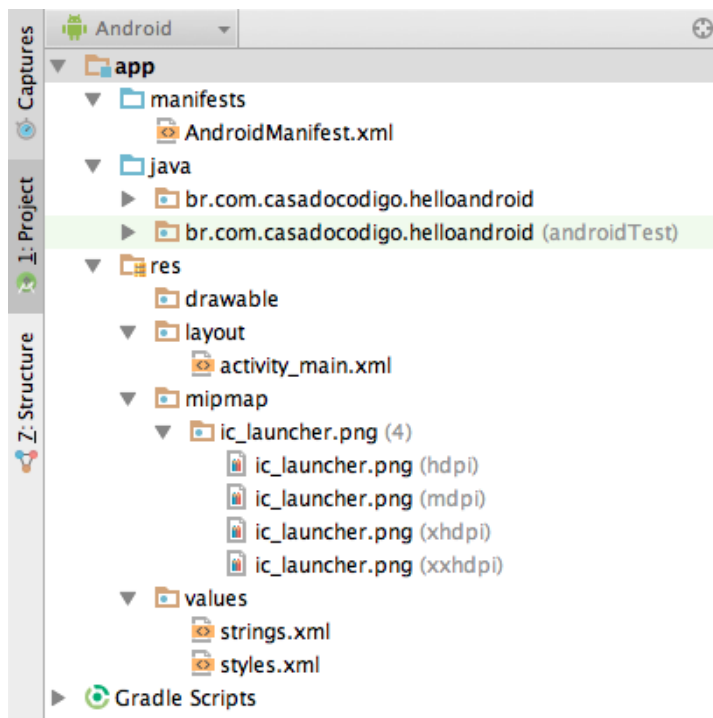 Captures
1: Project
7: Structure
Android
app
manifests
AndroidManifest.xml
java
br.com.casadocodigo.helloandroid
br.com.casadocodigo.helloandroid (androidTest)
res
drawable
layout
activity_main.xml
mipmap
ic_launcher.png (4)
ic_launcher.png (hdpi)
ic_launcher.png (mdpi)
ic_launcher.png (xhdpi)
ic_launcher.png (xxhdpi)
values
strings.xml
styles.xml
Gradle Scripts